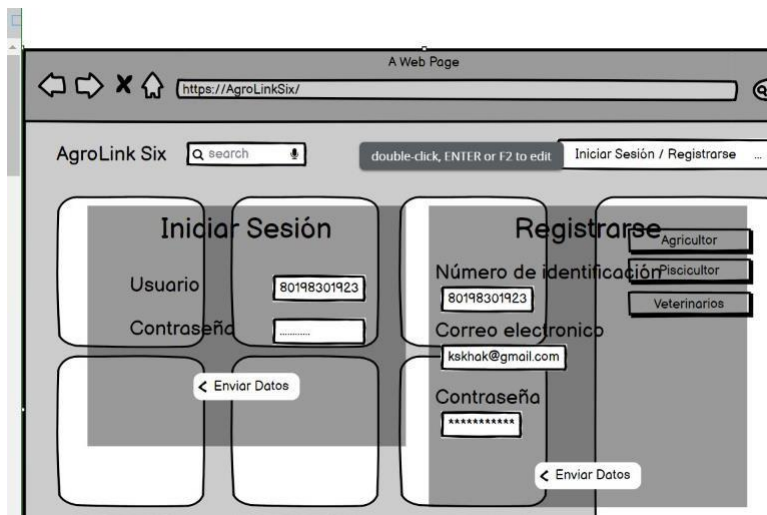 A Web Page
https://AgroLinkSix/
AgroLink Six
search
double-click, ENTER or F2 to edit
Iniciar Sesión / Registrarse ...
Iniciar Sesión
Usuario
80198301923
Contraseña
............
Enviar Datos
Registrarse
Número de identificación
80198301923
Correo electronico
kskhak@gmail.com
Contraseña
***********
Enviar Datos
Agricultor
Piscicultor
Veterinarios